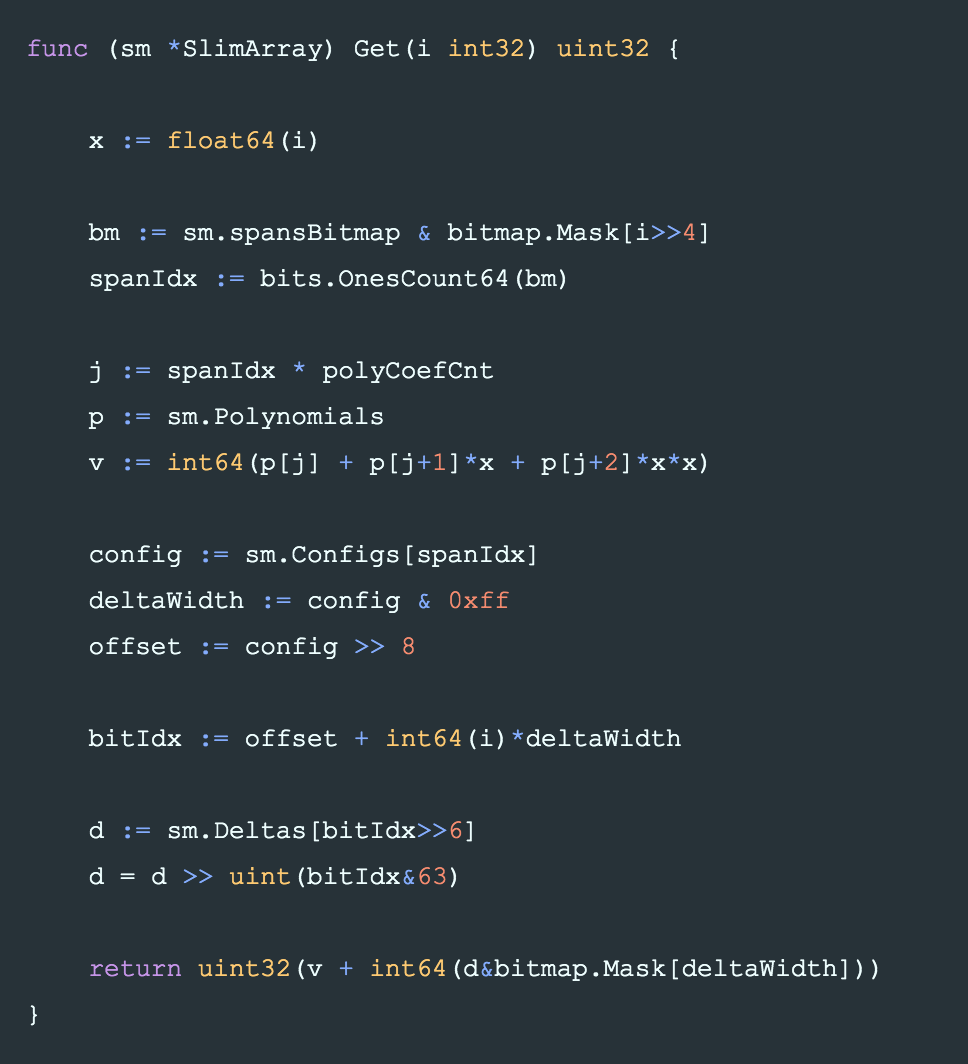 func (sm *SlimArray) Get(i int32) uint32 {
x := float64(i)
bm := sm.spansBitmap & bitmap.Mask[i>>4]
spanIdx := bits.OnesCount64(bm)
j := spanIdx * polyCoefCnt
p := sm.Polynomials
v := int64(p[j] + p[j+1]*x + p[j+2]*x*x)
config := sm.Configs[spanIdx]
deltaWidth := config & 0xff
offset := config >> 8
bitIdx := offset + int64(i)*deltaWidth
d := sm.Deltas[bitIdx>>6]
d = d >> uint(bitIdx&63)
return uint32(v + int64(d&bitmap.Mask[deltaWidth]))
}